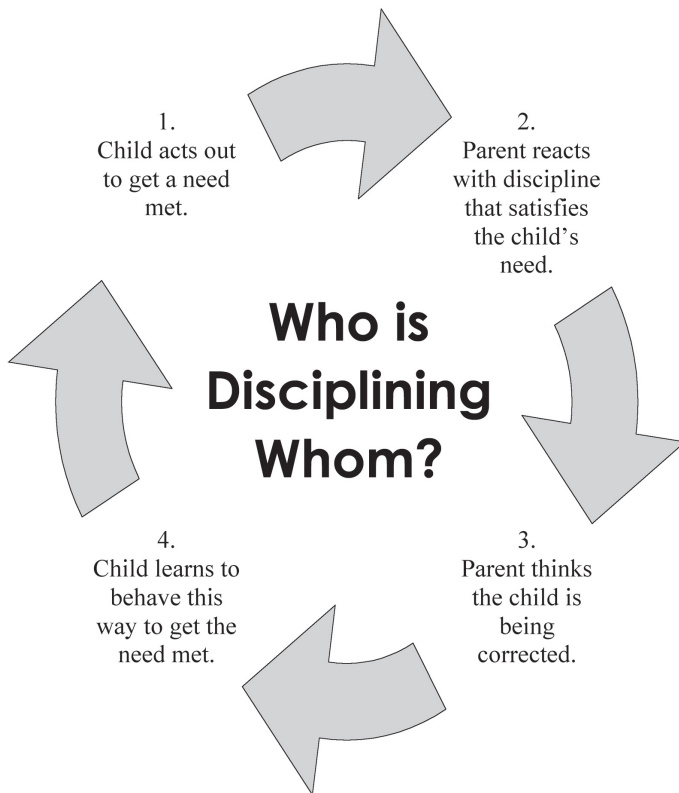 1.
Child acts out
to get a need
met.
2.
Parent reacts
with discipline
that satisfies
the child’s
need.
Who is
Disciplining
Whom?
3.
Parent thinks
the child is
being
corrected.
4.
Child learns to
behave this
way to get the
need met.